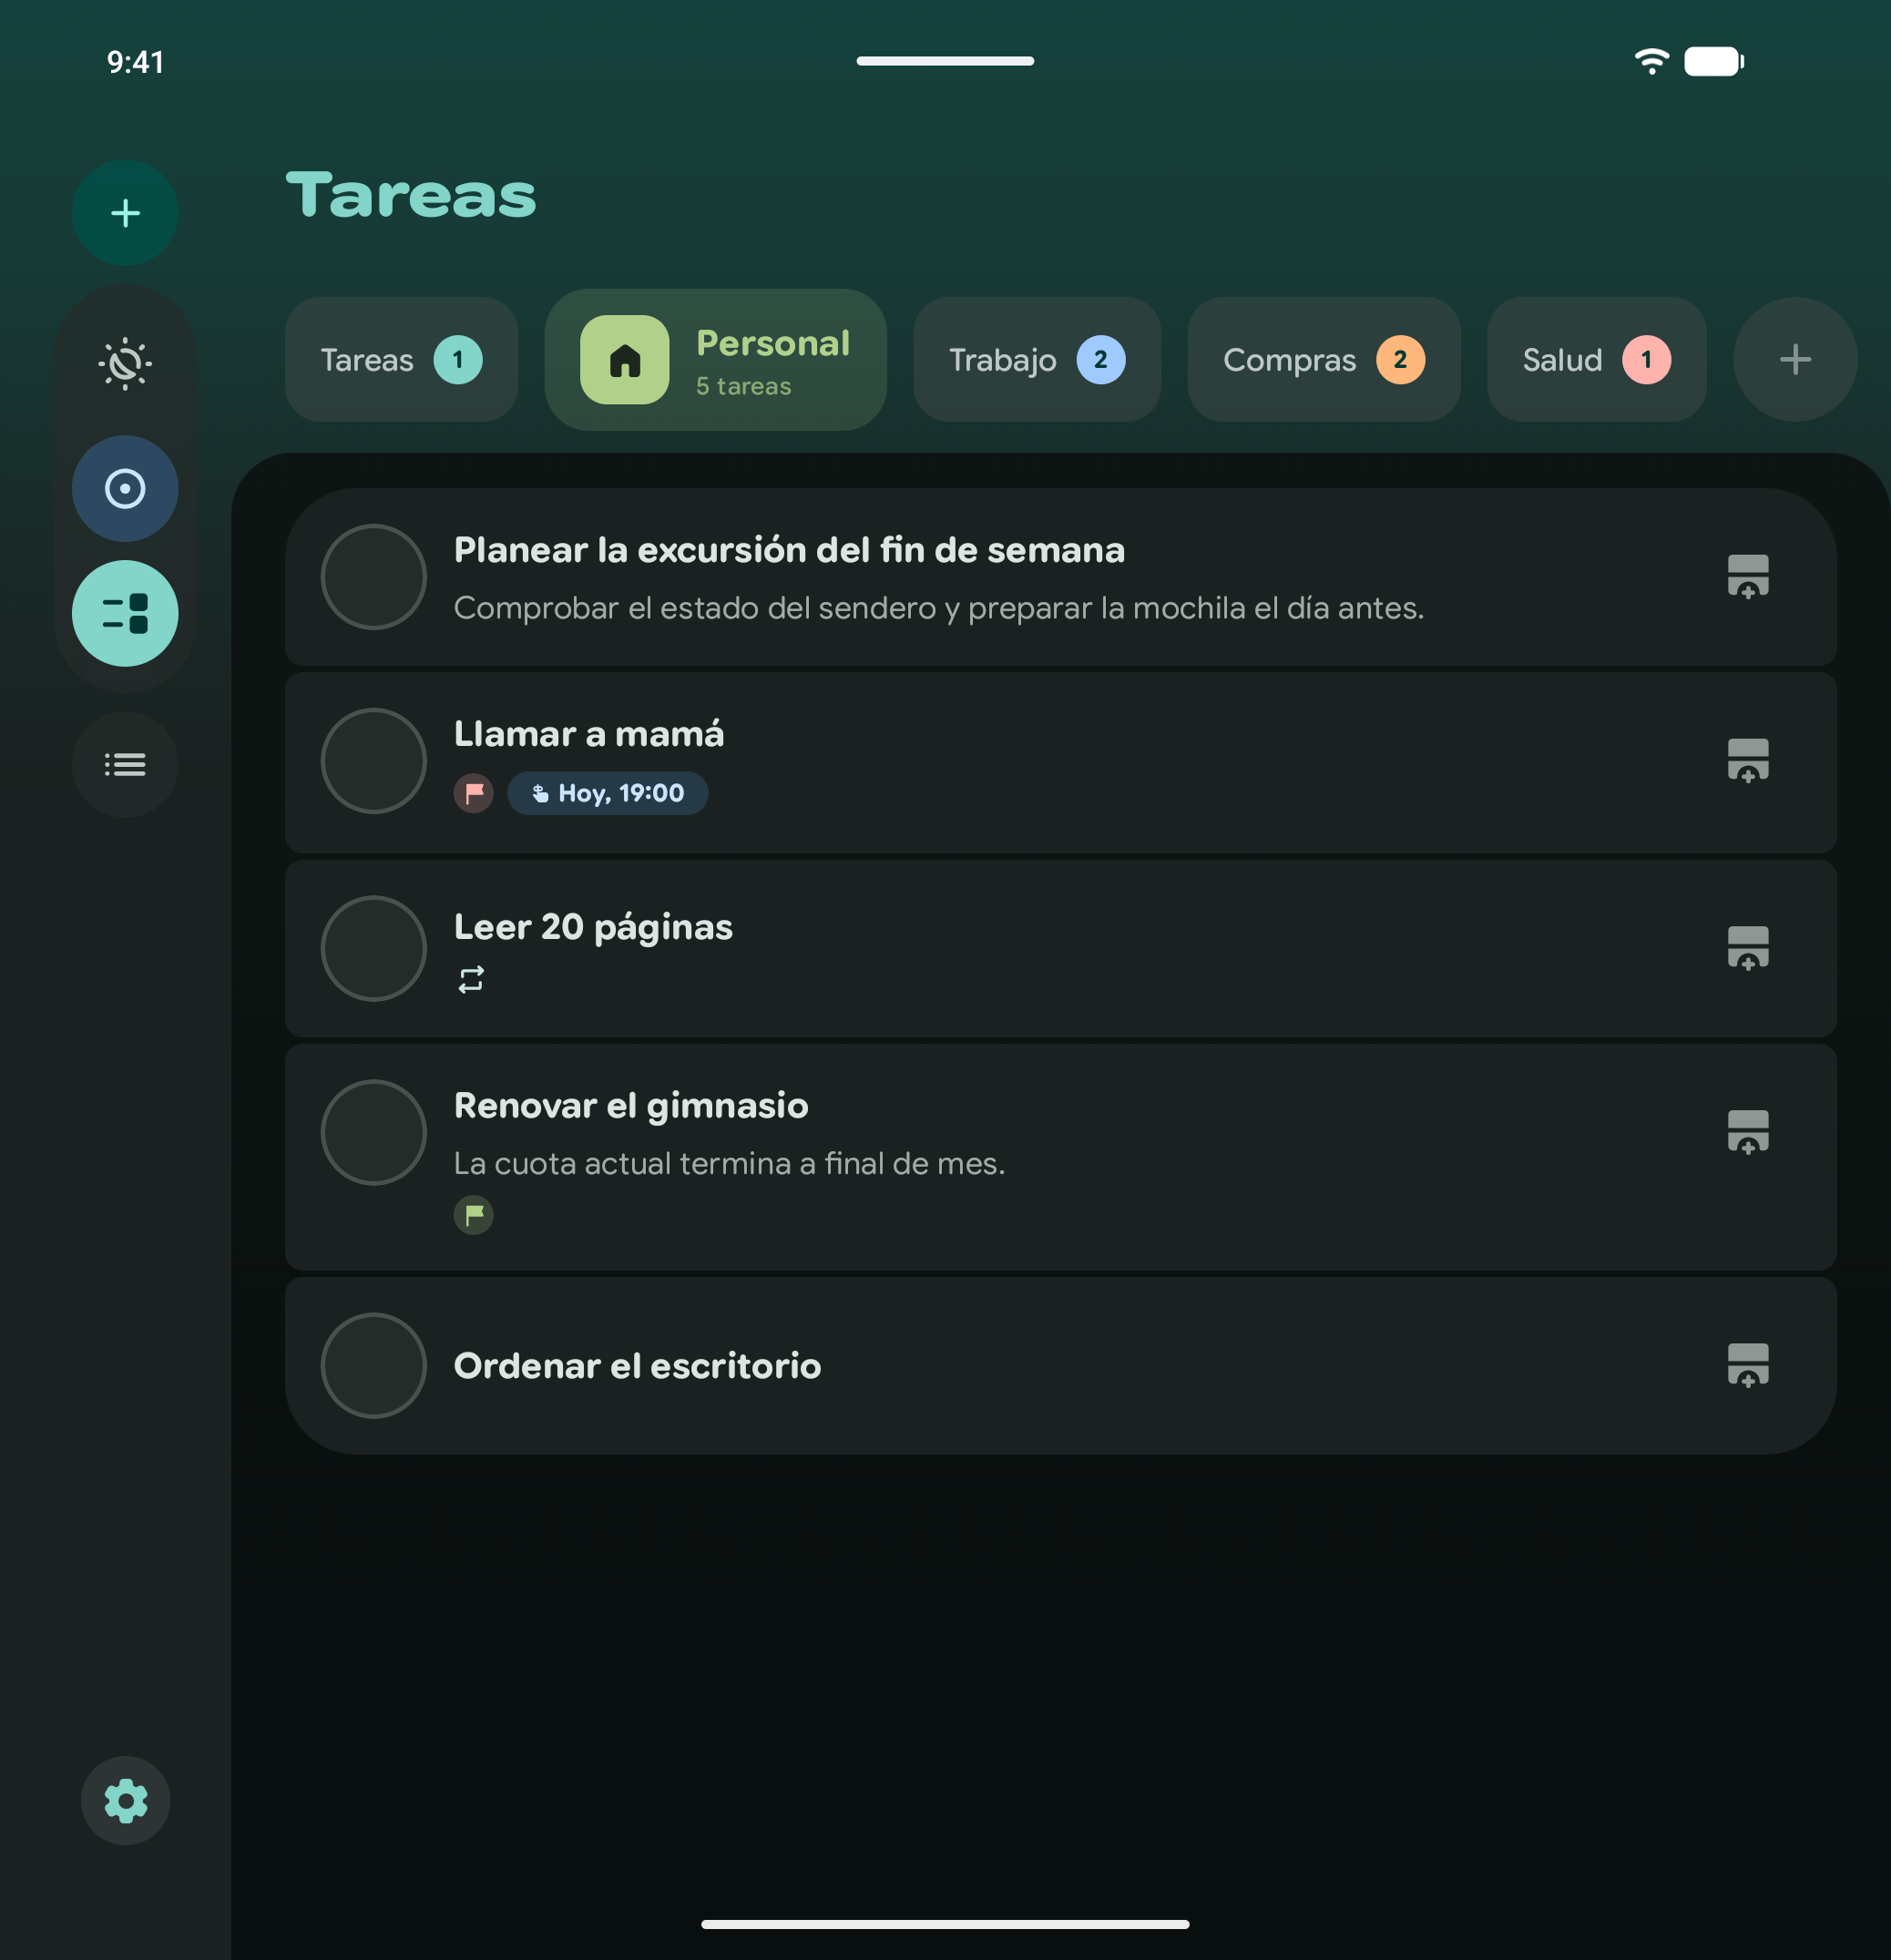 9:41
Tareas
Tareas 1
Personal
5 tareas
Trabajo 2
Compras 2
Salud 1
Planear la excursión del fin de semana
Comprobar el estado del sendero y preparar la mochila el día antes.
Llamar a mamá
Hoy, 19:00
Leer 20 páginas
Renovar el gimnasio
La cuota actual termina a final de mes.
Ordenar el escritorio